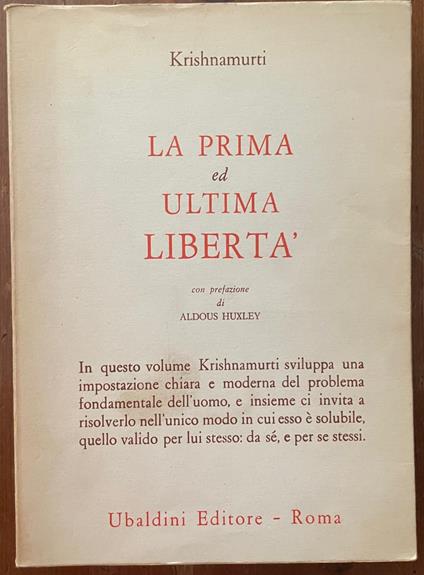 Krishnamurti
LA PRIMA
ed
ULTIMA
LIBERTA'
con prefazione
di
ALDOUS HUXLEY
In questo volume Krishnamurti sviluppa una
impostazione chiara e moderna del problema
fondamentale dell'uomo, e insieme ci invita a
risolverlo nell'unico modo in cui esso è solubile,
quello valido per lui stesso: da sé, e per se stessi.
Ubaldini Editore - Roma